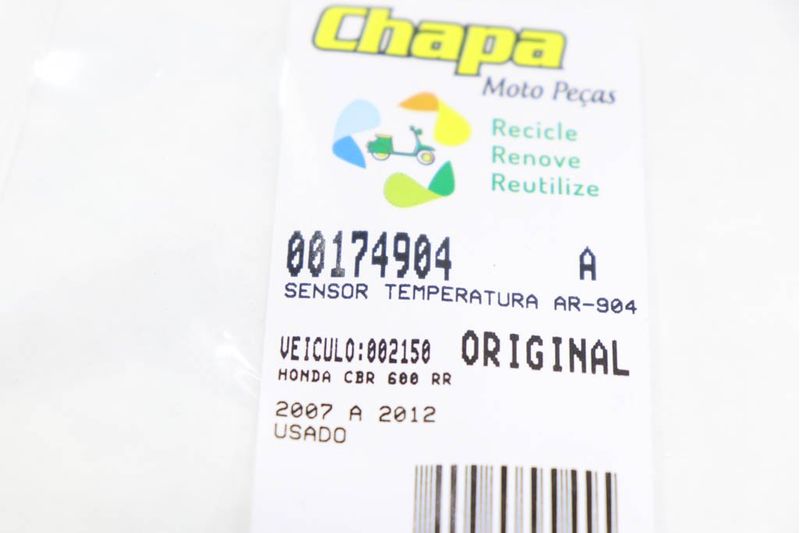 Chapa
Moto Peças
Recicle
Renove
Reutilize
00174904 A
SENSOR TEMPERATURA AR-904
VEICULO:002150 ORIGINAL
HONDA CBR 600 RR
2007 A 2012
USADO